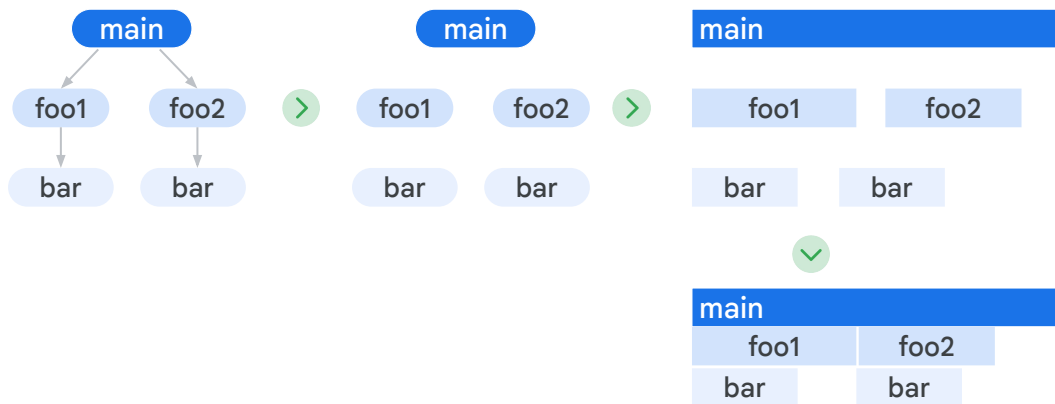 main main main
foo1 foo2 foo1 foo2 foo1 foo2
bar bar bar bar bar bar
main
foo1 foo2
bar bar